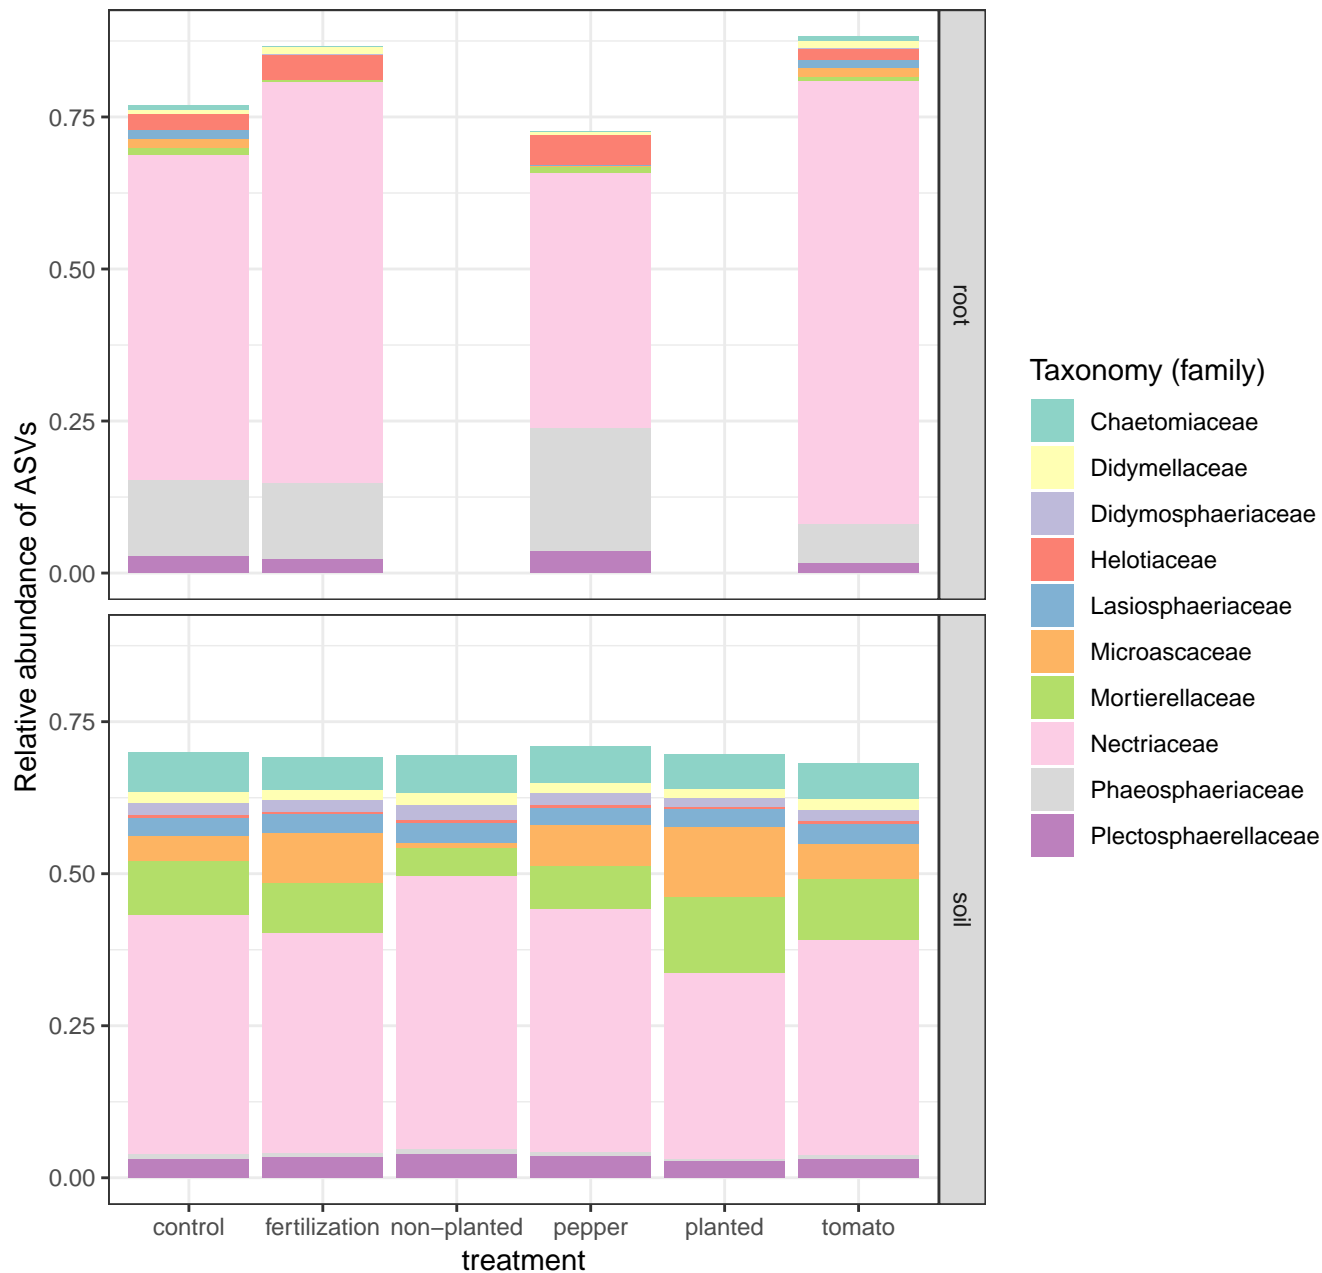 Relative abundance of ASVs
0.75
0.50
0.25
0.00
root
0.75
0.50
0.25
0.00
soil
control
fertilization
non−planted
pepper
planted
tomato
treatment
Taxonomy (family)
Chaetomiaceae
Didymellaceae
Didymosphaeriaceae
Helotiaceae
Lasiosphaeriaceae
Microascaceae
Mortierellaceae
Nectriaceae
Phaeosphaeriaceae
Plectosphaerellaceae